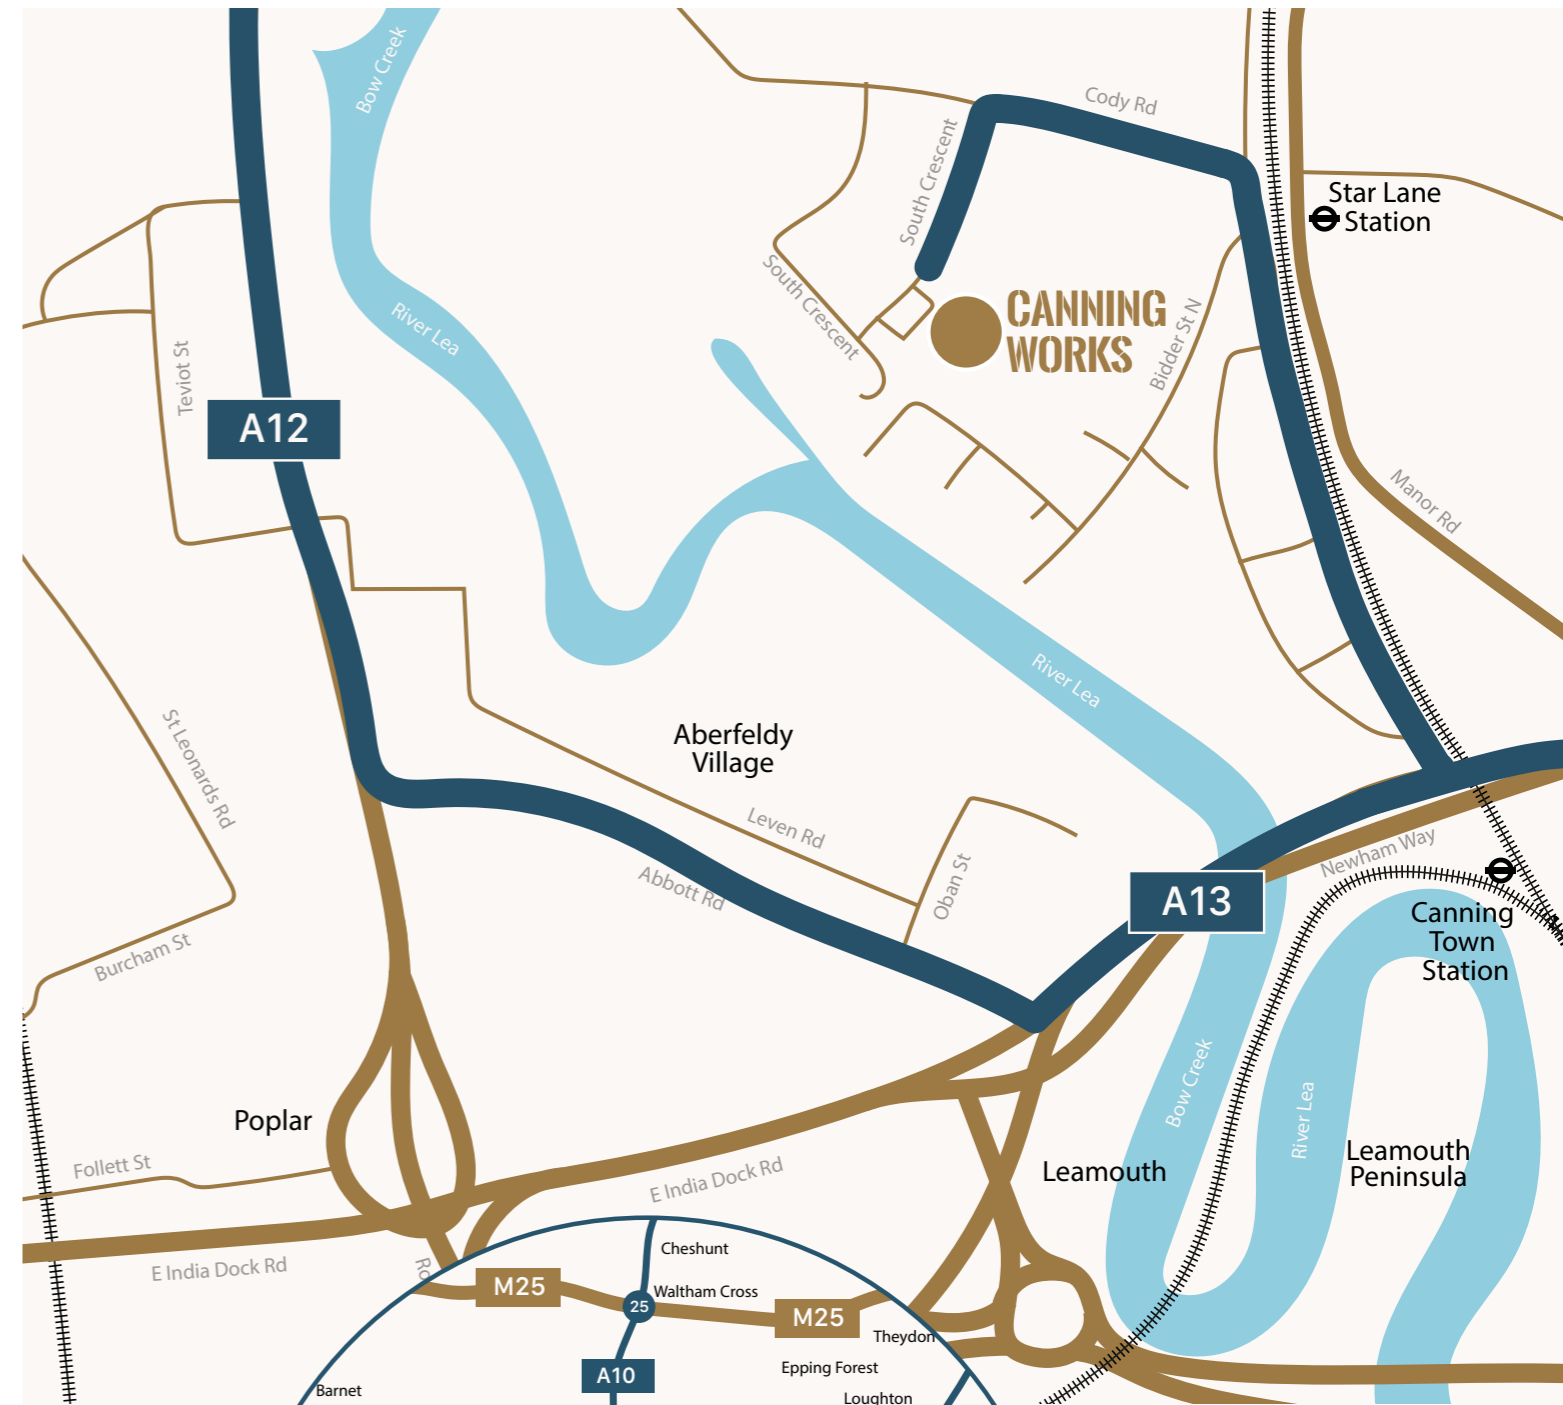 Bow Creek
Cody Rd
South Crescent
Star Lane
Station
South Crescent
CANNING
WORKS
River Lea
Bidder St N
Teviot St
A12
Manor Rd
River Lea
St Leonards Rd
Aberfeldy
Village
Leven Rd
Newham Way
Abbott Rd
Oban St
A13
Canning
Town
Station
Burcham St
Bow Creek
River Lea
Poplar
Leamouth
Peninsula
Follett St
Leamouth
E India Dock Rd
E India Dock Rd
Cheshunt
M25
Waltham Cross
25
M25
Theydon
A10
Epping Forest
Barnet
Loughton